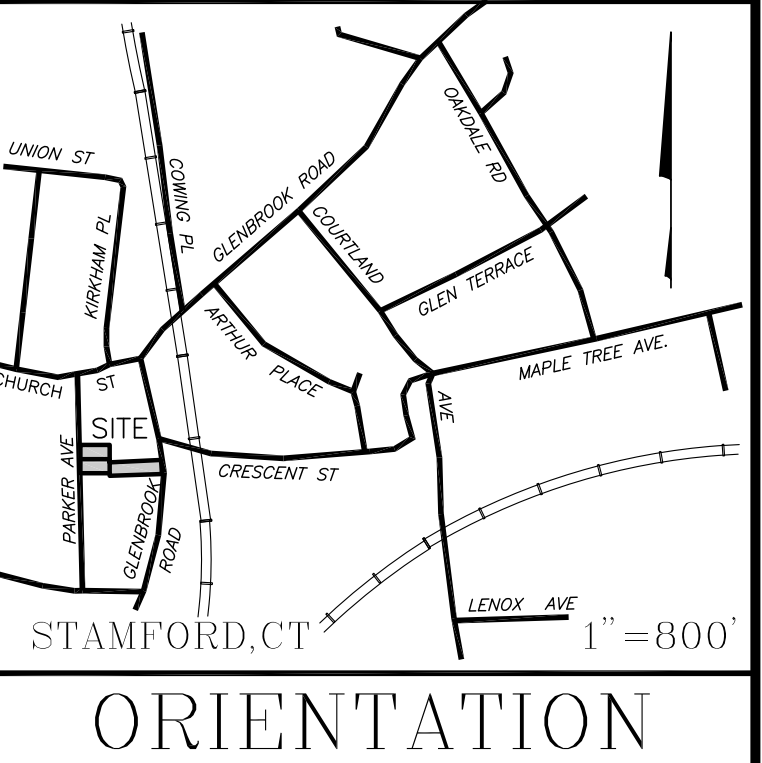 UNION ST
KIRKHAM PL
COWING PL
GLENBROOK ROAD
OAKDALE RD
COURTLAND
GLEN TERRACE
ARTHUR PLACE
MAPLE TREE AVE.
CHURCH ST
AVE
SITE
PARKER AVE
CRESCENT ST
GLENBROOK
ROAD
LENOX AVE
STAMFORD,CT
1"=800'
ORIENTATION